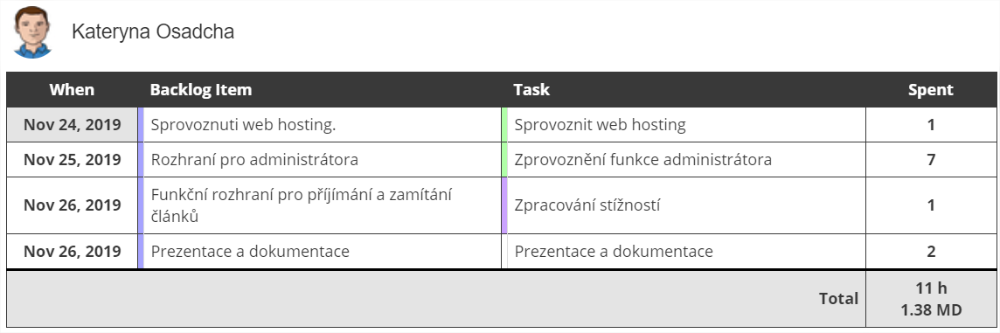 Kateryna Osadcha
When Backlog Item Task Spent
Nov 24, 2019 Sprovoznuti web hosting. Sprovoznit web hosting 1
Nov 25, 2019 Rozhraní pro administrátora Zprovoznění funkce administrátora 7
Nov 26, 2019 Funkční rozhraní pro příjímání a zamítání
článků Zpracování stížností 1
Nov 26, 2019 Prezentace a dokumentace Prezentace a dokumentace 2
Total 11 h
1.38 MD